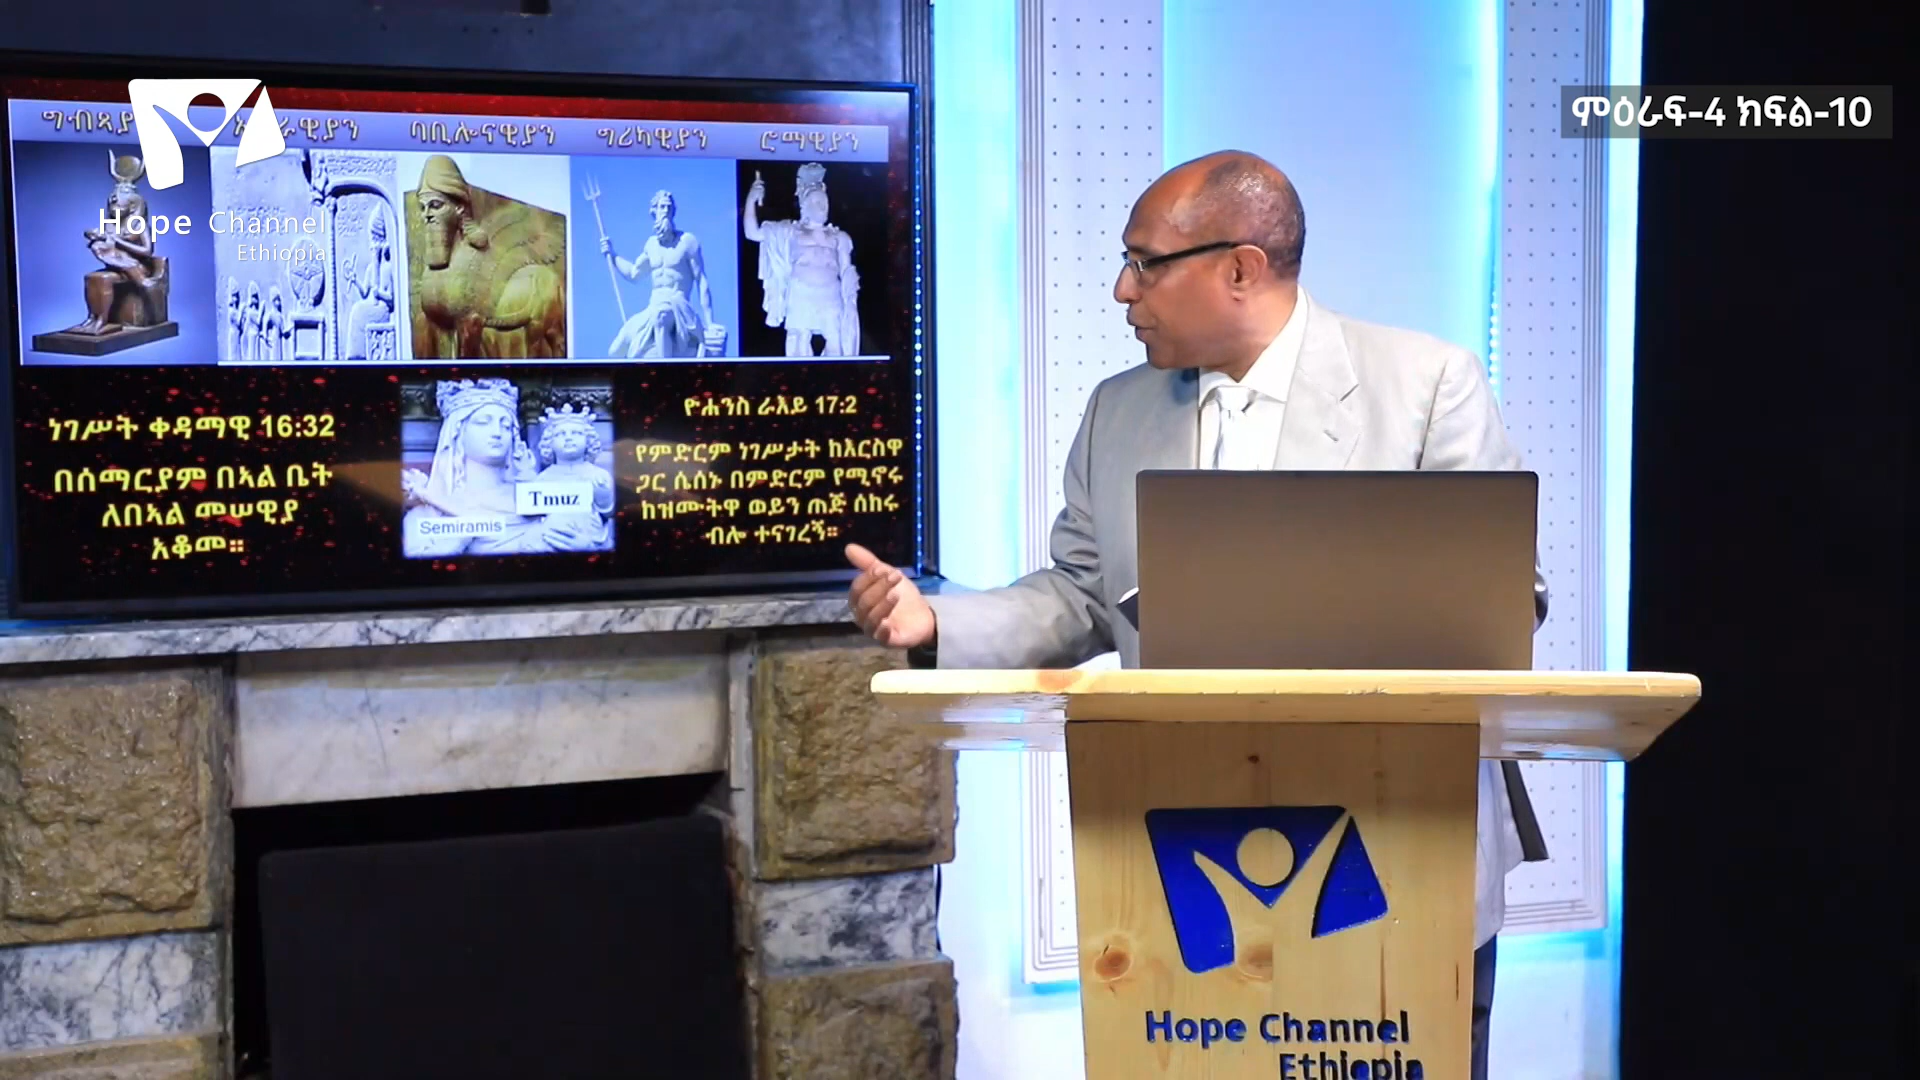 ምዕራፍ-4 ክፍል-10
Hope Channel
Ethiopia
ባቢሎናዊያን ግሪካዊያን ሮማዊያን
ነገሥት ቀዳማዊ 16:32
በሰማርያም በኣል ቤት
ለበኣል መሠዊያ
አቆመ።
Tmuz
Semiramis
ዮሐንስ ራእይ 17:2
የምድርም ነገሥታት ከእርስዋ
ጋር ሴሰኑ በምድርም የሚኖሩ
ከዝሙትዋ ወይን ጠጅ ሰከሩ
ብሎ ተናገረኝ።
Hope Channel
Ethiopia